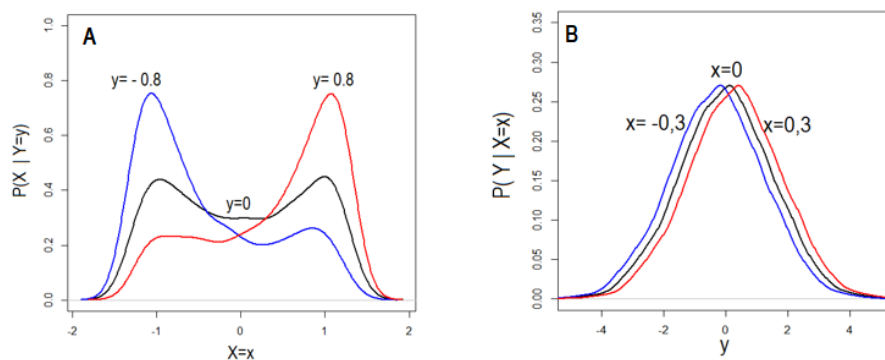 A
y= - 0.8
y= 0.8
y=0
P(X | Y=y)
0.0
0.2
0.4
0.6
0.8
1.0
-2
-1
0
1
2
X=x
B
x=0
x= -0,3
x=0,3
P( Y | X=x)
0.00
0.05
0.10
0.15
0.20
0.25
0.30
0.35
-4
-2
0
2
4
y